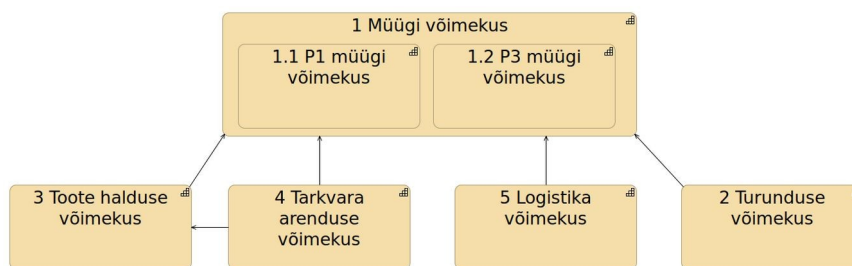 1 Müügi võimekus
1.1 P1 müügi
võimekus
1.2 P3 müügi
võimekus
3 Toote halduse
võimekus
4 Tarkvara
arenduse
võimekus
5 Logistika
võimekus
2 Turunduse
võimekus